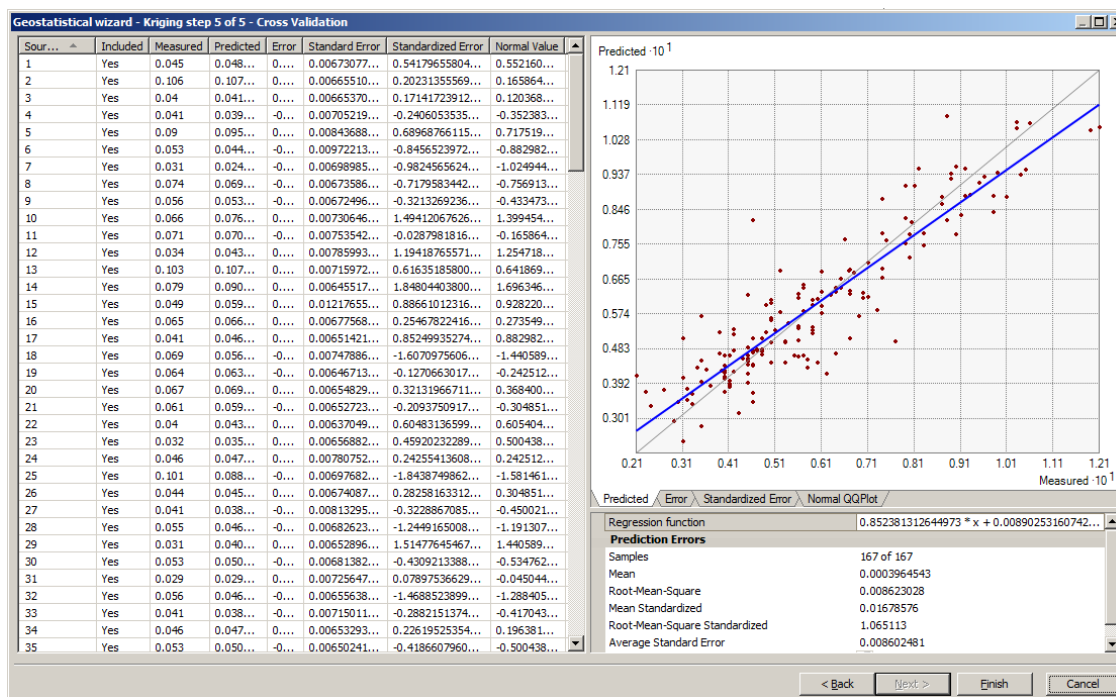 Geostatistical wizard - Kriging step 5 of 5 - Cross Validation
Sour... Included Measured Predicted Error Standard Error Standardized Error Normal Value
1 Yes 0.045 0.048... 0.... 0.00673077... 0.54179655804... 0.552160...
2 Yes 0.106 0.107... 0.... 0.00665510... 0.20231355569... 0.165864...
3 Yes 0.04 0.041... 0.... 0.00665370... 0.17141723912... 0.120368...
4 Yes 0.041 0.039... -0... 0.00705219... -0.2406053535... -0.352383...
5 Yes 0.09 0.095... 0.... 0.00843688... 0.68968766115... 0.717519...
6 Yes 0.053 0.044... -0... 0.00972213... -0.8456523972... -0.882982...
7 Yes 0.031 0.024... -0... 0.00698985... -0.9824565624... -1.024944...
8 Yes 0.074 0.069... -0... 0.00673586... -0.7179583442... -0.756913...
9 Yes 0.056 0.053... -0... 0.00672496... -0.3213269236... -0.433473...
10 Yes 0.066 0.076... 0.... 0.00730646... 1.49412067626... 1.399454...
11 Yes 0.071 0.070... -0... 0.00753542... -0.0287981816... -0.165864...
12 Yes 0.034 0.043... 0.... 0.00785993... 1.19418765571... 1.254718...
13 Yes 0.103 0.107... 0.... 0.00715972... 0.61635185800... 0.641869...
14 Yes 0.079 0.090... 0.... 0.00645517... 1.84804403800... 1.696346...
15 Yes 0.049 0.059... 0.... 0.01217655... 0.88661012316... 0.928220...
16 Yes 0.065 0.066... 0.... 0.00677568... 0.25467822416... 0.273549...
17 Yes 0.041 0.046... 0.... 0.00651421... 0.85249935274... 0.882982...
18 Yes 0.069 0.056... -0... 0.00747886... -1.6070975606... -1.440589...
19 Yes 0.064 0.063... -0... 0.00646713... -0.1270663017... -0.242512...
20 Yes 0.067 0.069... 0.... 0.00654829... 0.32131966711... 0.368400...
21 Yes 0.061 0.059... -0... 0.00652723... -0.2093750917... -0.304851...
22 Yes 0.04 0.043... 0.... 0.00637049... 0.60483136599... 0.605404...
23 Yes 0.032 0.035... 0.... 0.00656882... 0.45920232289... 0.500438...
24 Yes 0.046 0.047... 0.... 0.00780752... 0.24255413608... 0.242512...
25 Yes 0.101 0.088... -0... 0.00697682... -1.8438749862... -1.581461...
26 Yes 0.044 0.045... 0.... 0.00674087... 0.28258163312... 0.304851...
27 Yes 0.041 0.038... -0... 0.00813295... -0.3228867085... -0.450021...
28 Yes 0.055 0.046... -0... 0.00682623... -1.2449165008... -1.191307...
29 Yes 0.031 0.040... 0.... 0.00652896... 1.51477645467... 1.440589...
30 Yes 0.053 0.050... -0... 0.00681382... -0.4309213388... -0.534762...
31 Yes 0.029 0.029... 0.... 0.00725647... 0.07897536629... -0.045044...
32 Yes 0.056 0.046... -0... 0.00655638... -1.4688523899... -1.288405...
33 Yes 0.041 0.038... -0... 0.00715011... -0.2882151374... -0.417043...
34 Yes 0.046 0.047... 0.... 0.00653293... 0.22619525354... 0.196381...
35 Yes 0.053 0.050... -0... 0.00650241... -0.4186607960... -0.500438...
Predicted ·10 1
1.21
1.119
1.028
0.937
0.846
0.755
0.665
0.574
0.483
0.392
0.301
0.21 0.31 0.41 0.51 0.61 0.71 0.81 0.91 1.01 1.11 1.21
Measured ·10 1
Predicted Error Standardized Error Normal QQPlot
Regression function 0.852381312644973 * x + 0.00890253160742...
Prediction Errors
Samples 167 of 167
Mean 0.0003964543
Root-Mean-Square 0.008623028
Mean Standardized 0.01678576
Root-Mean-Square Standardized 1.065113
Average Standard Error 0.008602481
< Back Next > Finish Cancel